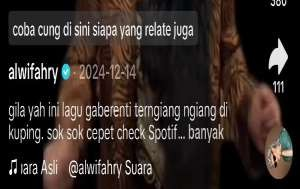 380
coba cung di sini siapa yang relate juga
alwifahry · 2024-12-14
111
gila yah ini lagu gaberenti terngiang ngiang di
kuping. sok sok cepet check Spotif... banyak
♫ ıara Asli @alwifahry Suara